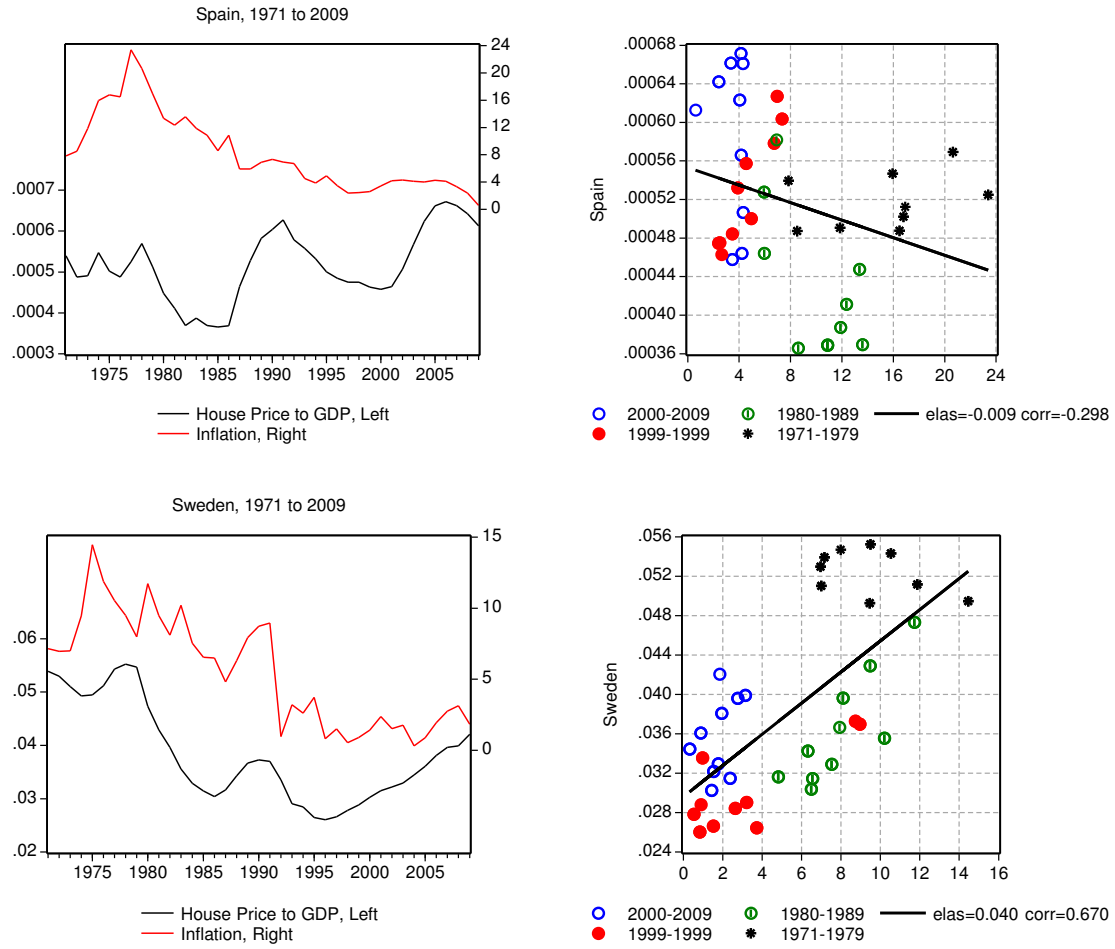 Spain, 1971 to 2009
24
20
16
12
8
4
0
.0007
.0006
.0005
.0004
.0003
1975 1980 1985 1990 1995 2000 2005
House Price to GDP, Left
Inflation, Right
.00068
.00064
.00060
.00056
.00052
.00048
.00044
.00040
.00036
Spain
0 4 8 12 16 20 24
2000-2009 1980-1989 elas=-0.009 corr=-0.298
1999-1999 1971-1979
Sweden, 1971 to 2009
15
10
5
0
.06
.05
.04
.03
.02
1975 1980 1985 1990 1995 2000 2005
House Price to GDP, Left
Inflation, Right
.056
.052
.048
.044
.040
.036
.032
.028
.024
Sweden
0 2 4 6 8 10 12 14 16
2000-2009 1980-1989 elas=0.040 corr=0.670
1999-1999 1971-1979